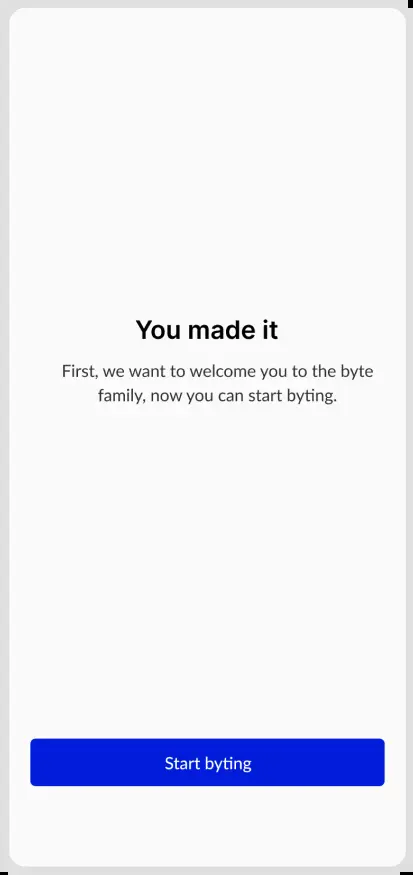 You made it
First, we want to welcome you to the byte
family, now you can start byting.
Start byting